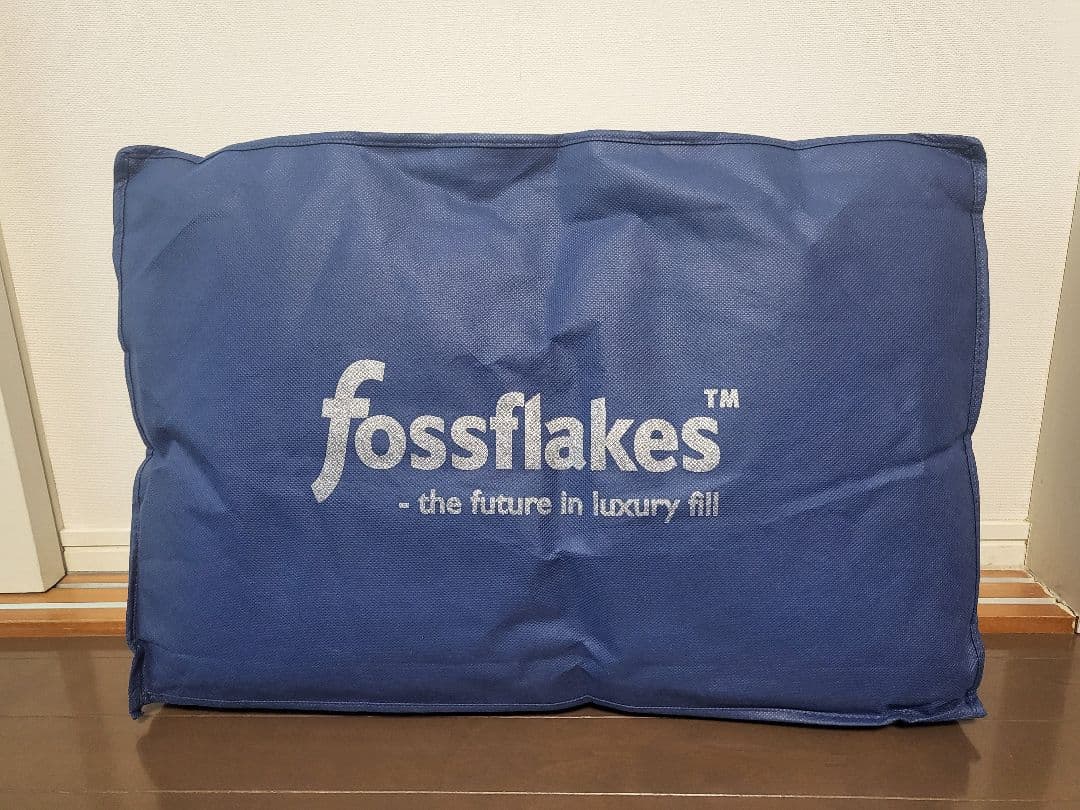 fossflakes™
- the future in luxury fill